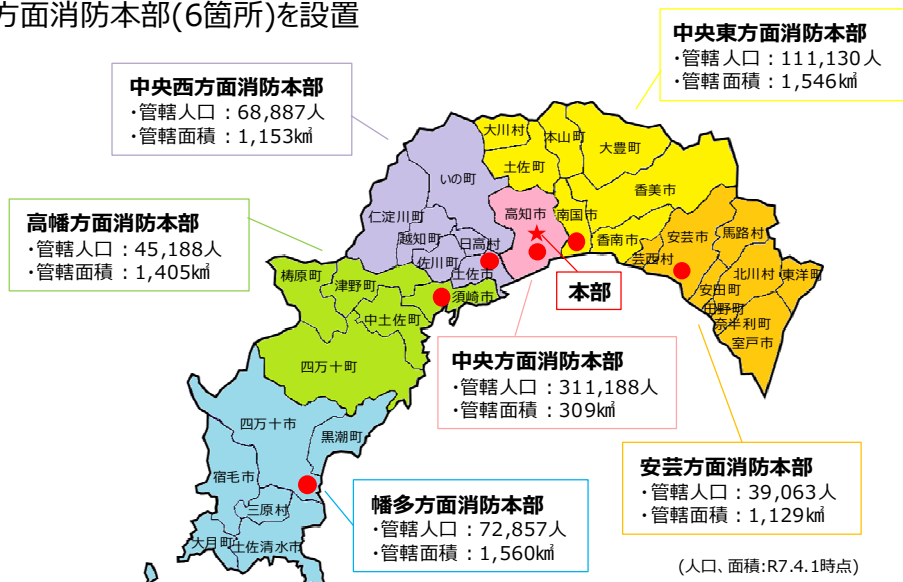 方面消防本部(6箇所)を設置
中央東方面消防本部
・管轄人口：111,130人
・管轄面積：1,546㎢
中央西方面消防本部
・管轄人口：68,887人
・管轄面積：1,153㎢
高幡方面消防本部
・管轄人口：45,188人
・管轄面積：1,405㎢
大川村
本山町
大豊町
土佐町
いの町
香美市
仁淀川町
高知市
南国市
越知町
日高村
香南市
安芸市
馬路村
佐川町
土佐市
芸西村
北川村
東洋町
梼原町
津野町
須崎市
本部
安田町
田野町
奈半利町
室戸市
中土佐町
四万十町
中央方面消防本部
・管轄人口：311,188人
・管轄面積：309㎢
四万十市
黒潮町
宿毛市
三原村
大月町
土佐清水市
安芸方面消防本部
・管轄人口：39,063人
・管轄面積：1,129㎢
幡多方面消防本部
・管轄人口：72,857人
・管轄面積：1,560㎢
(人口、面積:R7.4.1時点)